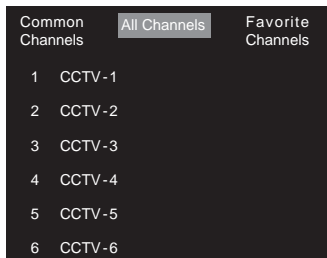 Common Channels
All Channels
Favorite Channels
1 CCTV-1
2 CCTV-2
3 CCTV-3
4 CCTV-4
5 CCTV-5
6 CCTV-6